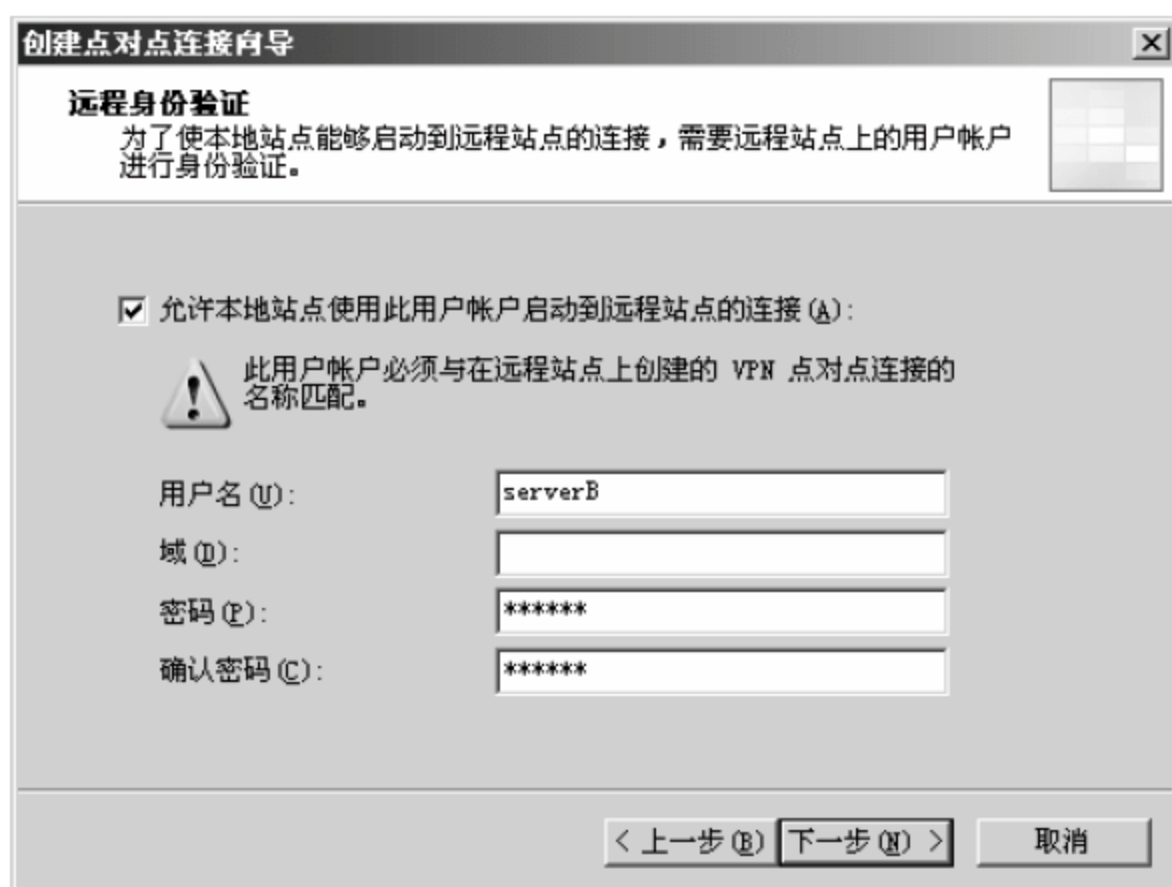 创建点对点连接向导
远程身份验证
为了使本地站点能够启动到远程站点的连接，需要远程站点上的用户帐户
进行身份验证。
允许本地站点使用此用户帐户启动到远程站点的连接(A):
此用户帐户必须与在远程站点上创建的 VPN 点对点连接的
名称匹配。
用户名(U): serverB
域(D):
密码(P): ******
确认密码(C): ******
< 上一步(B) 下一步(N) > 取消